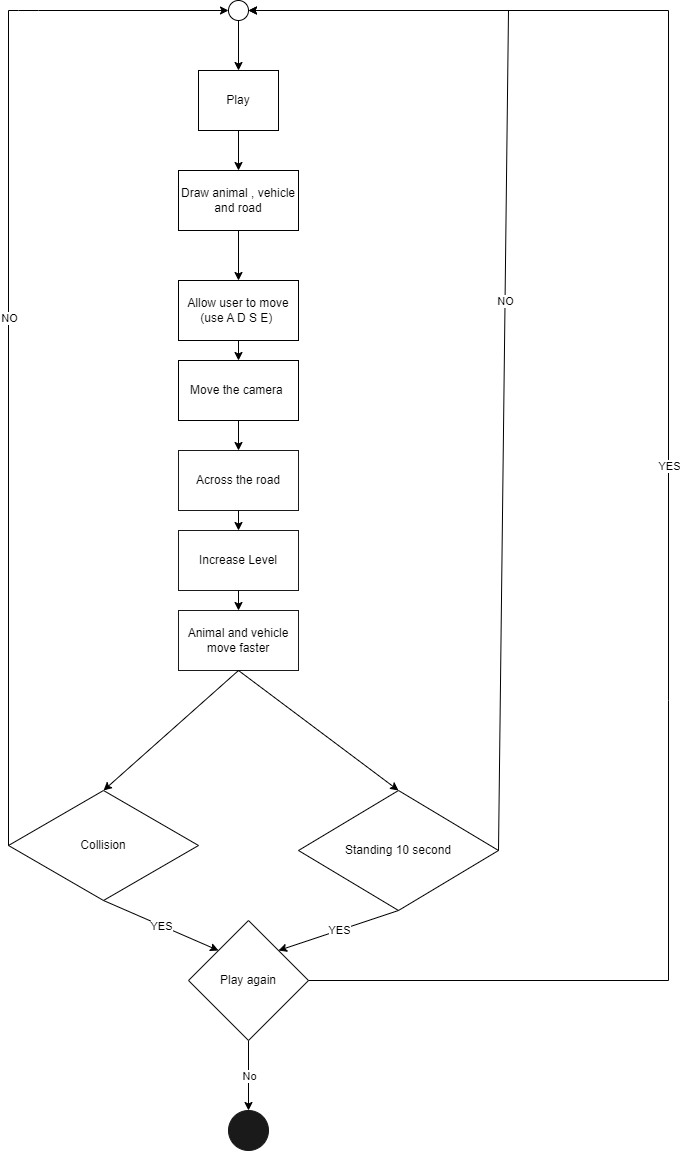 Play
Draw animal , vehicle
and road
Allow user to move
(use A D S E)
NO
NO
Move the camera
YES
Across the road
Increase Level
Animal and vehicle
move faster
Collision
Standing 10 second
YES
YES
Play again
No